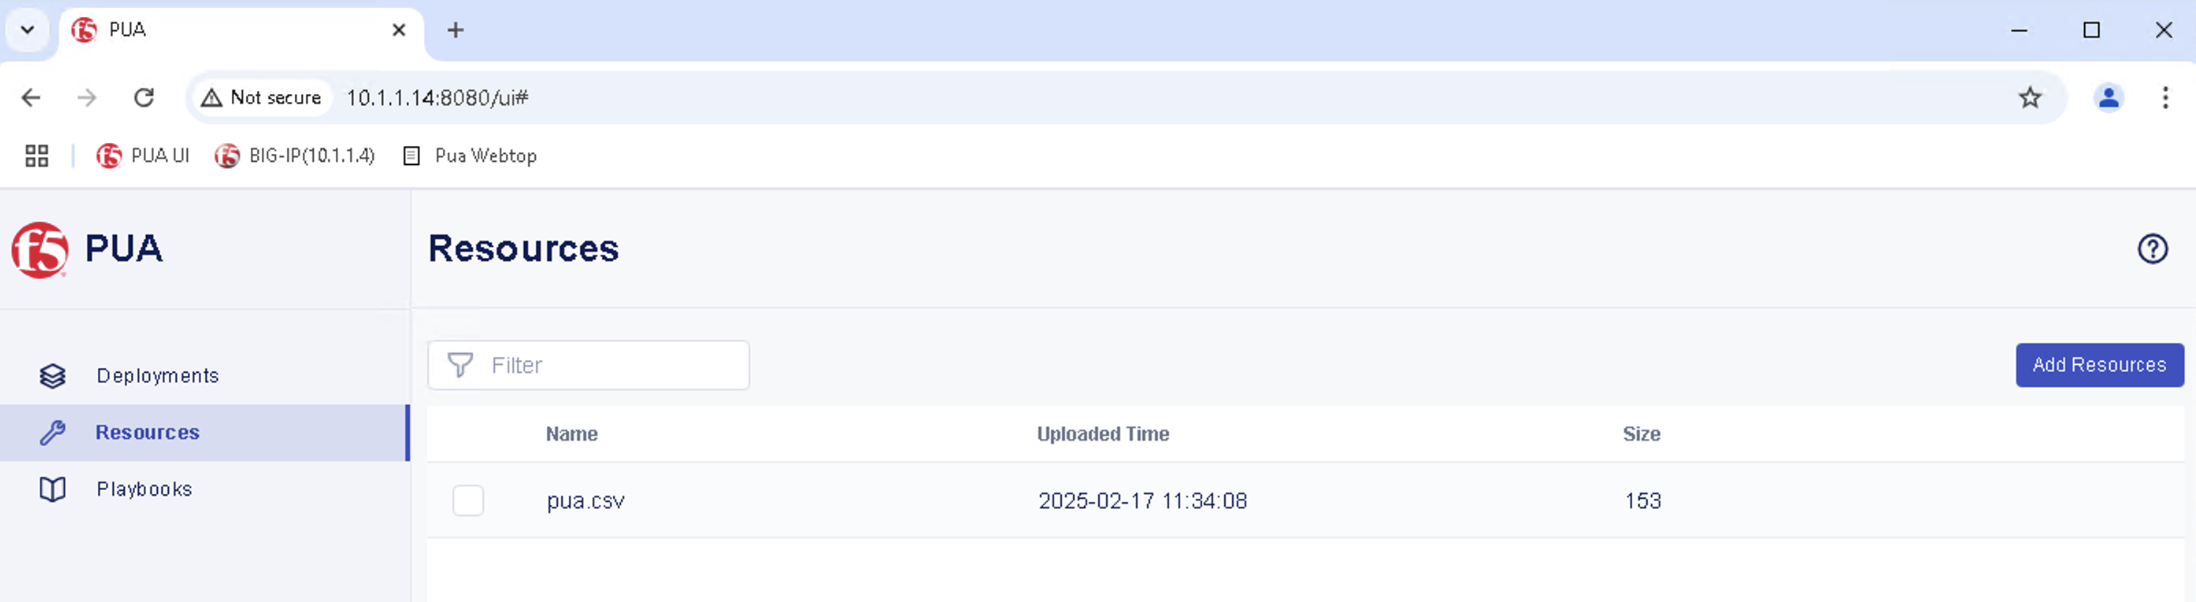 PUA
Not secure 10.1.1.14:8080/ui#
PUA UI BIG-IP(10.1.1.4) Pua Webtop
f5 PUA
Resources
Filter
Add Resources
Deployments
Resources
Playbooks
Name Uploaded Time Size
pua.csv 2025-02-17 11:34:08 153